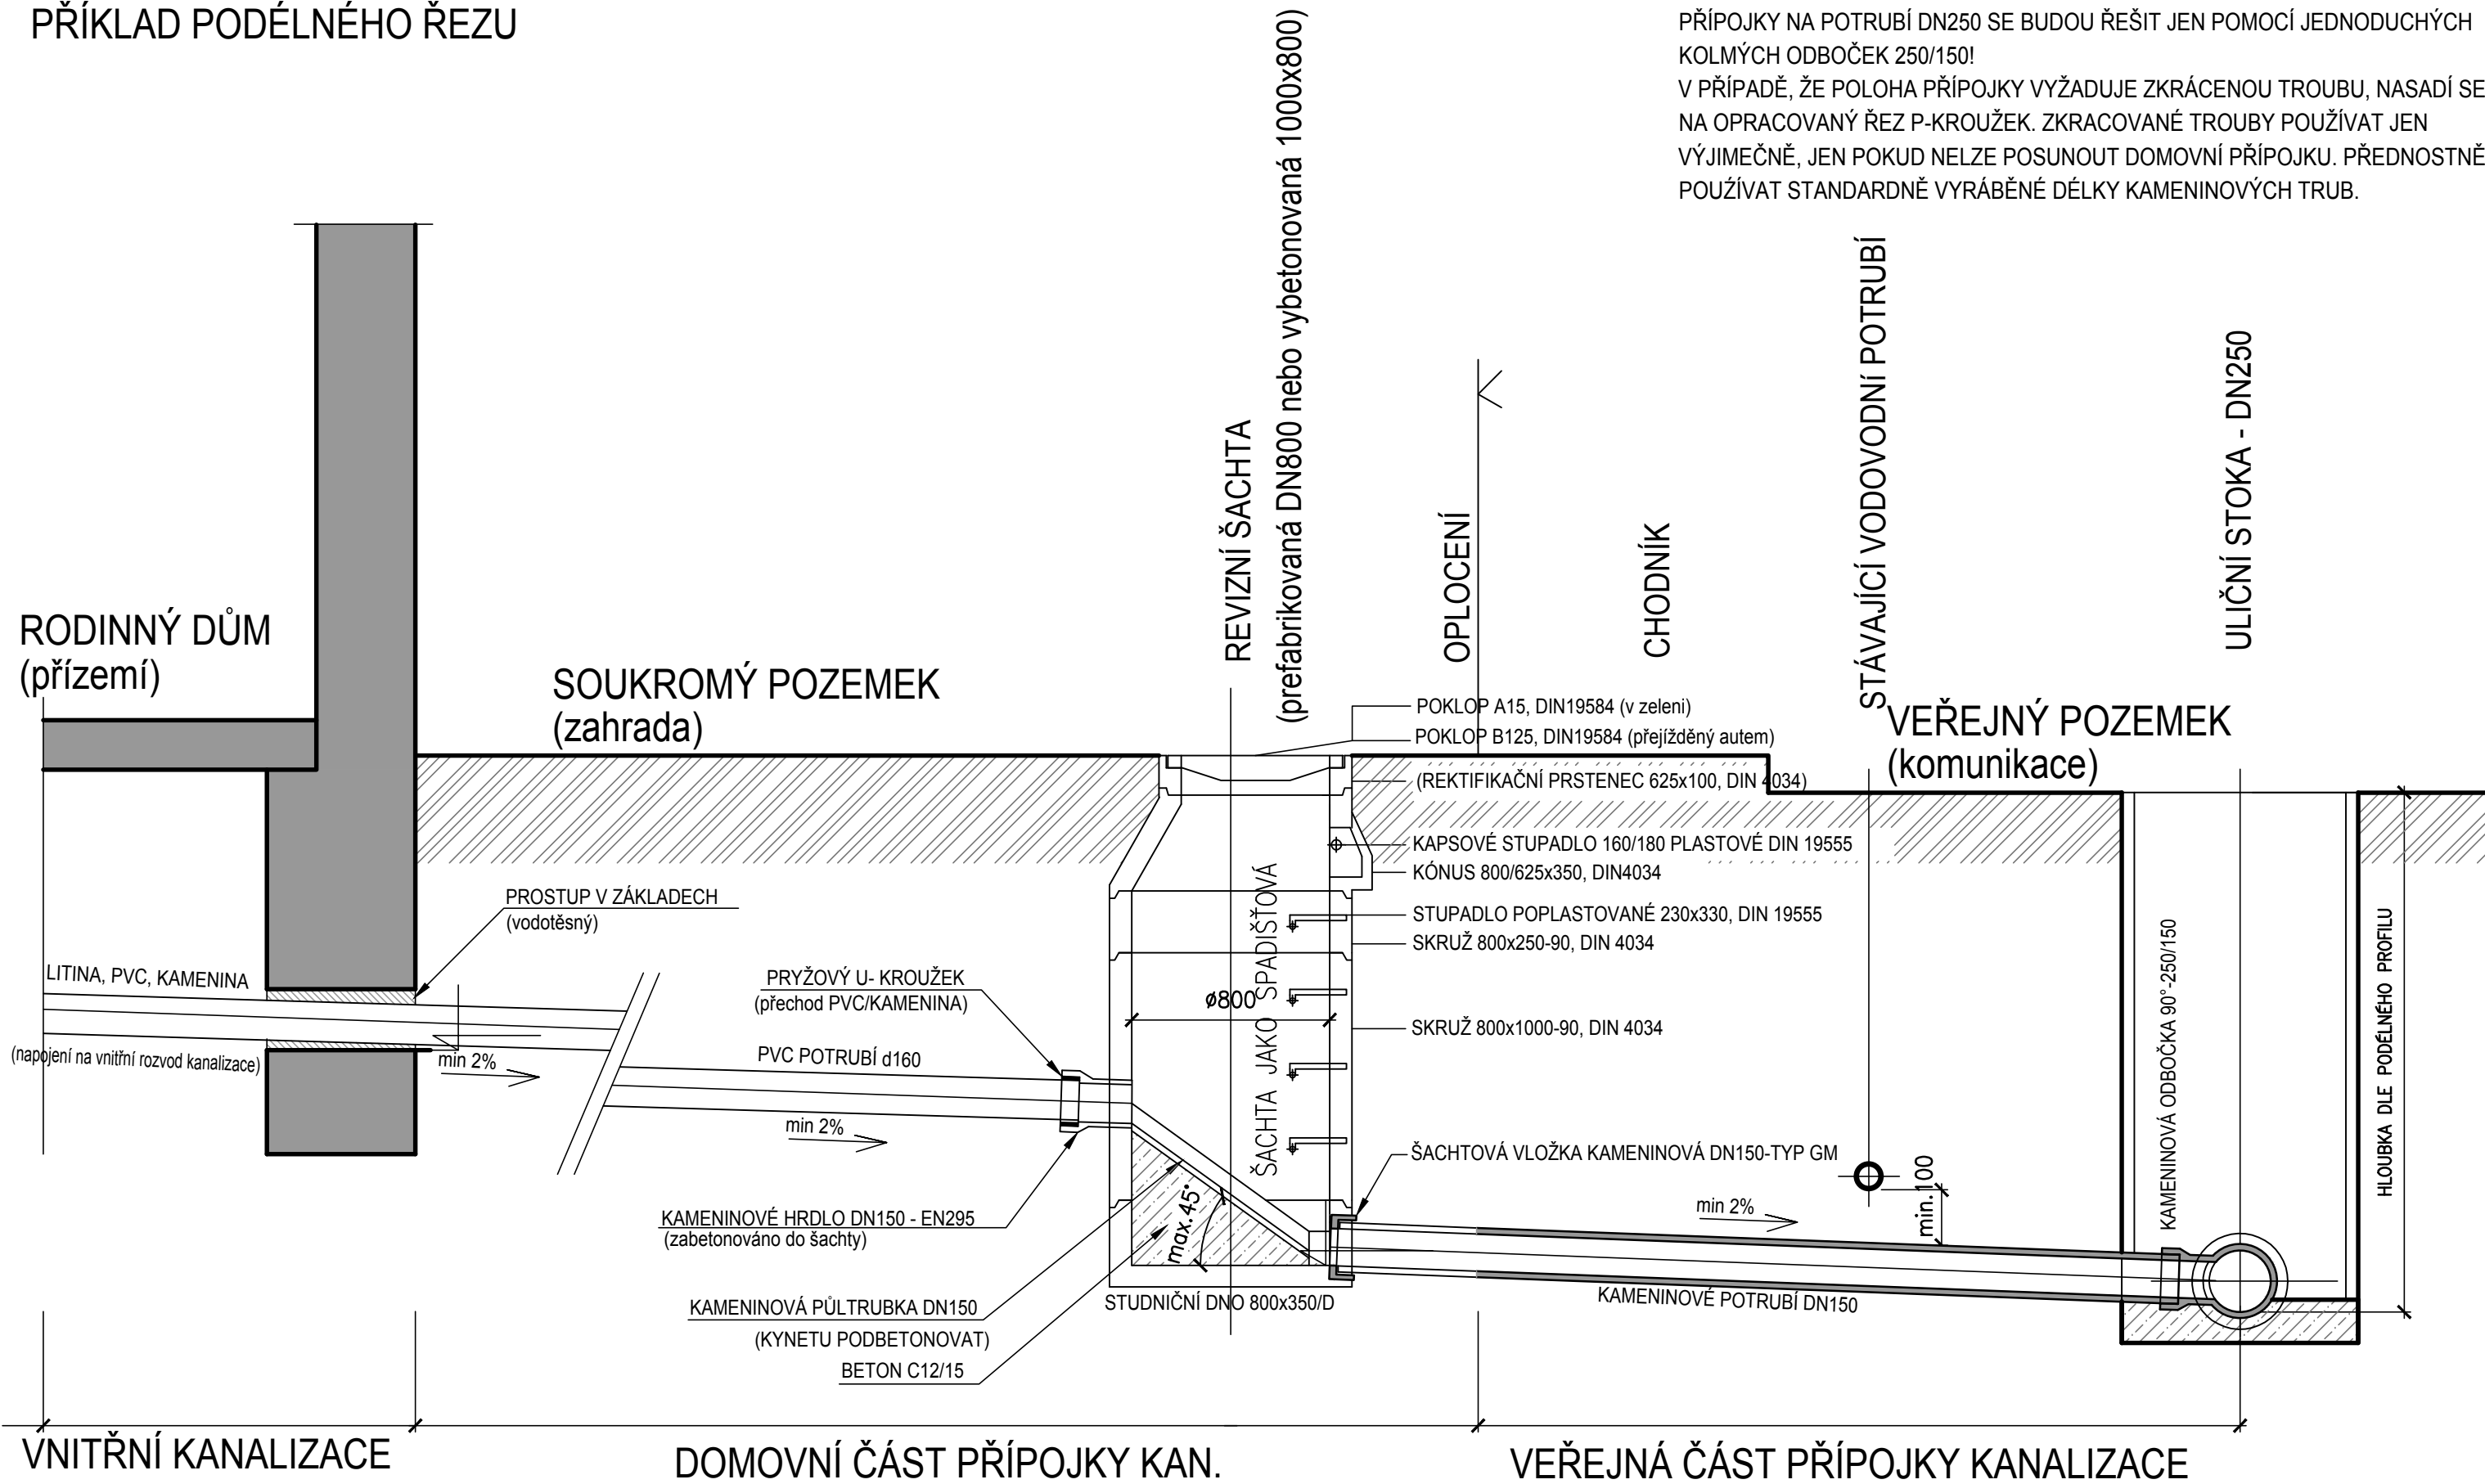 PŘÍKLAD PODÉLNÉHO ŘEZU
PŘÍPOJKY NA POTRUBÍ DN250 SE BUDOU ŘEŠIT JEN POMOCÍ JEDNODUCHÝCH
KOLMÝCH ODBOČEK 250/150!
V PŘÍPADĚ, ŽE POLOHA PŘÍPOJKY VYŽADUJE ZKRÁCENOU TROUBU, NASADÍ SE
NA OPRACOVANÝ ŘEZ P-KROUŽEK. ZKRACOVANÉ TROUBY POUŽÍVAT JEN
VÝJIMEČNĚ, JEN POKUD NELZE POSUNOUT DOMOVNÍ PŘÍPOJKU. PŘEDNOSTNĚ
POUŽÍVAT STANDARDNĚ VYRÁBĚNÉ DÉLKY KAMENINOVÝCH TRUB.
REVIZNÍ ŠACHTA
(prefabrikovaná DN800 nebo vybetonovaná 1000x800)
OPLOCENÍ
CHODNÍK
STÁVAJÍCÍ VODOVODNÍ POTRUBÍ
ULIČNÍ STOKA - DN250
RODINNÝ DŮM
(přízemí)
SOUKROMÝ POZEMEK
(zahrada)
VEŘEJNÝ POZEMEK
(komunikace)
POKLOP A15, DIN19584 (v zeleni)
POKLOP B125, DIN19584 (přejížděný autem)
(REKTIFIKAČNÍ PRSTENEC 625x100, DIN 4034)
KAPSOVÉ STUPADLO 160/180 PLASTOVÉ DIN 19555
KÓNUS 800/625x350, DIN4034
STUPADLO POPLASTOVANÉ 230x330, DIN 19555
SKRUŽ 800x250-90, DIN 4034
SKRUŽ 800x1000-90, DIN 4034
PROSTUP V ZÁKLADECH
(vodotěsný)
LITINA, PVC, KAMENINA
(napojení na vnitřní rozvod kanalizace)
min 2%
PRYŽOVÝ U- KROUŽEK
(přechod PVC/KAMENINA)
PVC POTRUBÍ d160
min 2%
ø800
ŠACHTA JAKO SPADIŠŤOVÁ
max.45°
KAMENINOVÉ HRDLO DN150 - EN295
(zabetonováno do šachty)
KAMENINOVÁ PŮLTRUBKA DN150
(KYNETU PODBETONOVAT)
BETON C12/15
STUDNIČNÍ DNO 800x350/D
ŠACHTOVÁ VLOŽKA KAMENINOVÁ DN150-TYP GM
min 2%
min.100
KAMENINOVÉ POTRUBÍ DN150
KAMENINOVÁ ODBOČKA 90°-250/150
HLOUBKA DLE PODÉLNÉHO PROFILU
VNITŘNÍ KANALIZACE
DOMOVNÍ ČÁST PŘÍPOJKY KAN.
VEŘEJNÁ ČÁST PŘÍPOJKY KANALIZACE